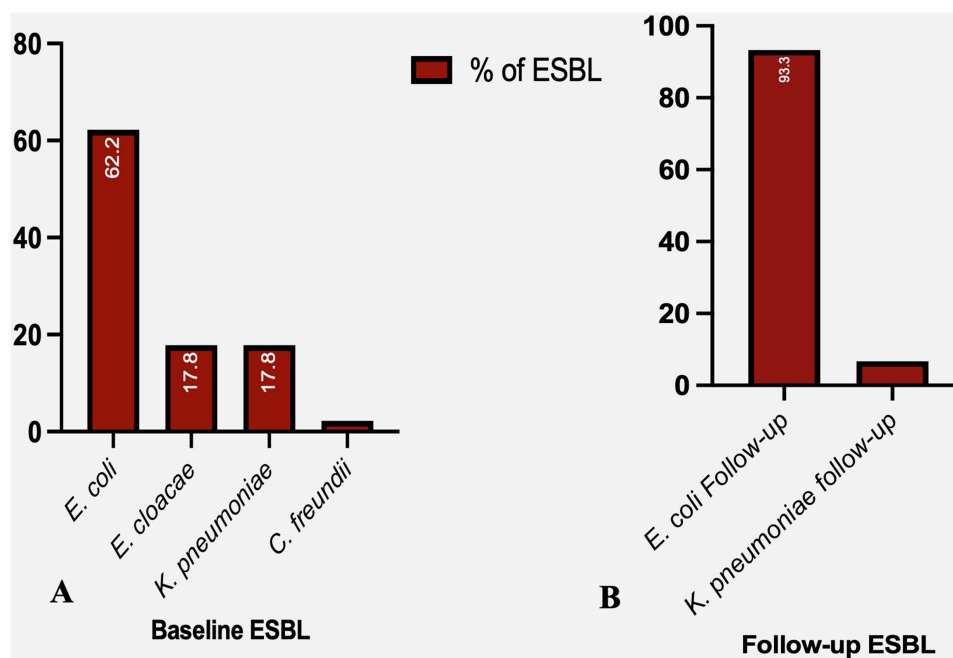 80
60
40
20
0
62.2
17.8
17.8
E. coli
E. cloacae
K. pneumoniae
C. freundii
A
Baseline ESBL
% of ESBL
100
80
60
40
20
0
93.3
E. coli Follow-up
K. pneumoniae follow-up
B
Follow-up ESBL